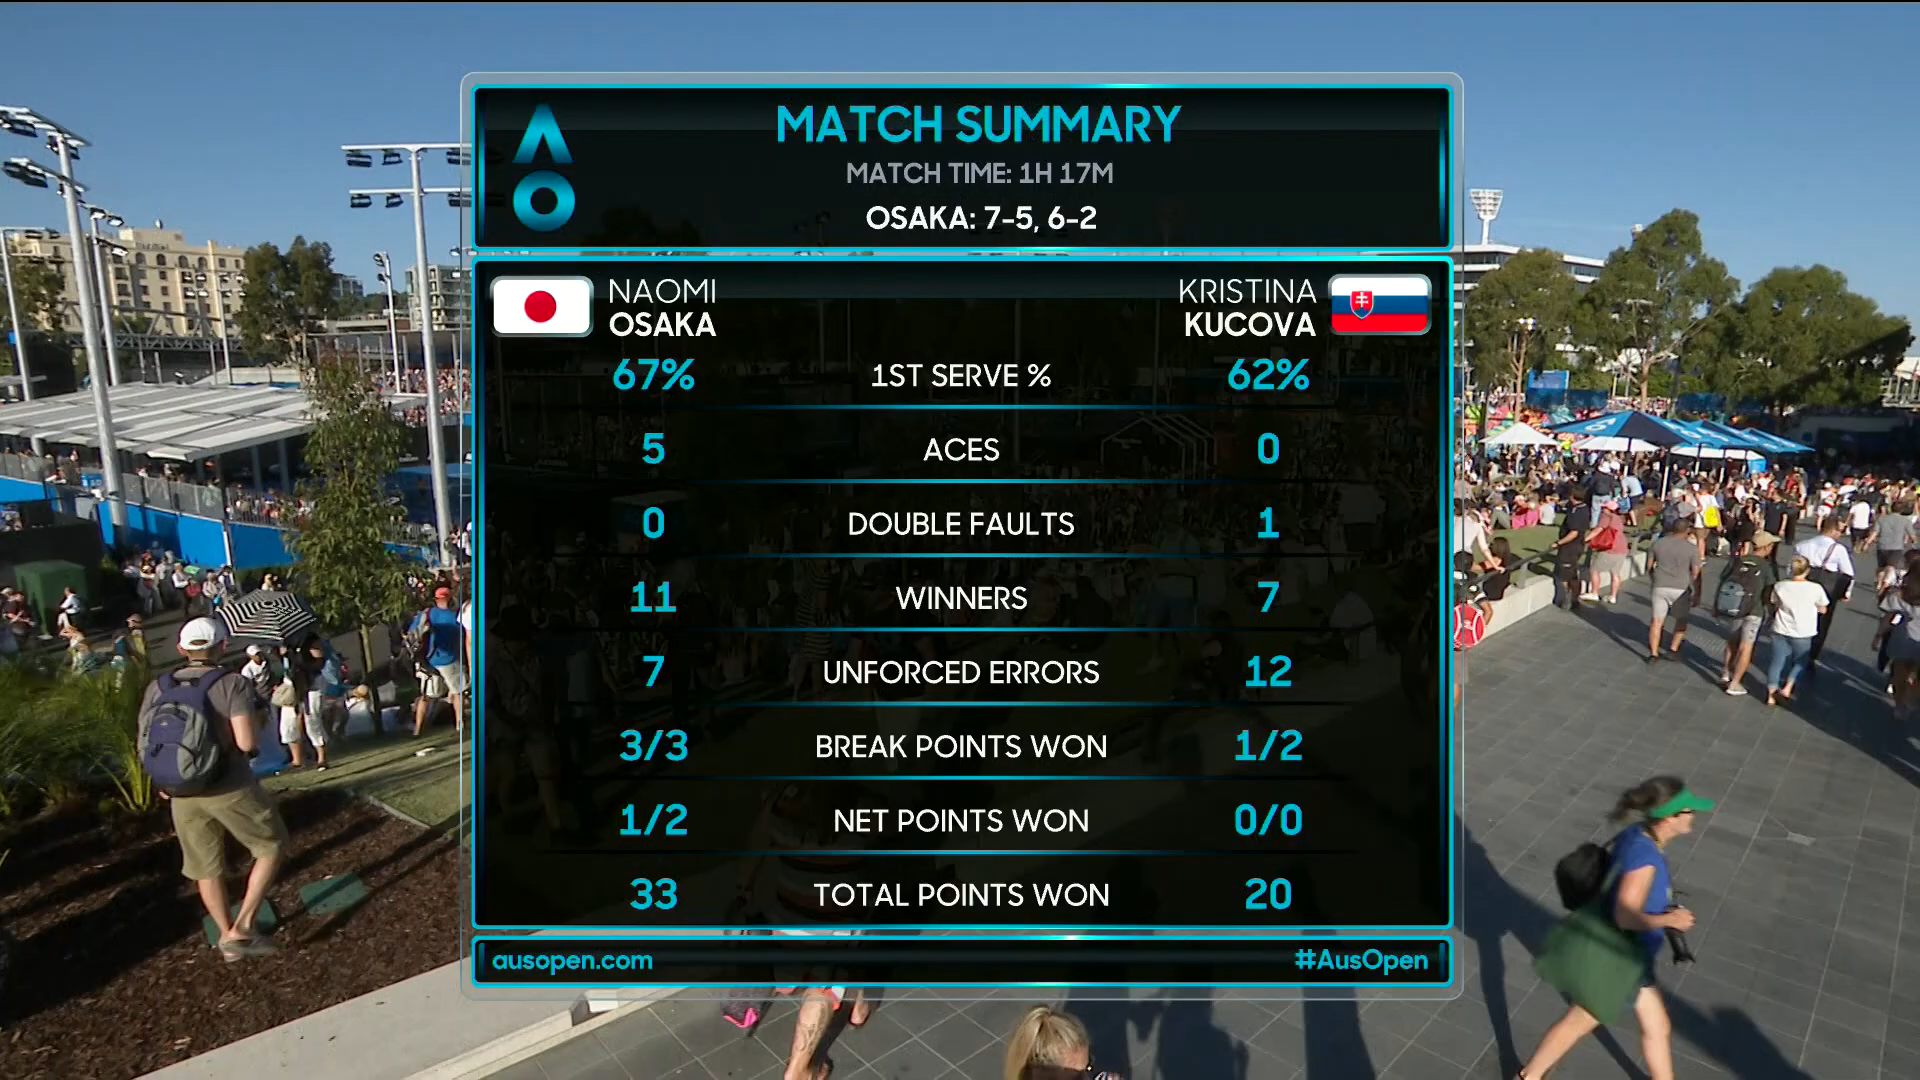 AO
MATCH SUMMARY
MATCH TIME: 1H 17M
OSAKA: 7-5, 6-2
NAOMI
OSAKA
KRISTINA
KUCOVA
67% 1ST SERVE % 62%
5 ACES 0
0 DOUBLE FAULTS 1
11 WINNERS 7
7 UNFORCED ERRORS 12
3/3 BREAK POINTS WON 1/2
1/2 NET POINTS WON 0/0
33 TOTAL POINTS WON 20
ausopen.com #AusOpen